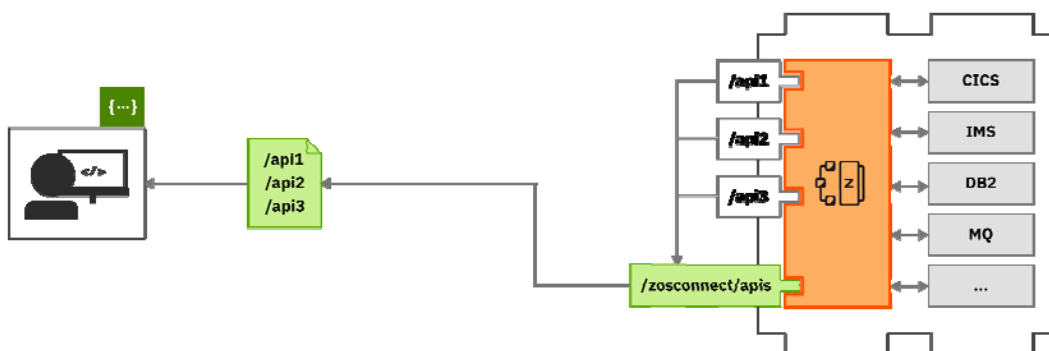 {...}
</>
/api1
/api2
/api3
/api1
/api2
/api3
/zosconnect/apis
N
CICS
IMS
DB2
MQ
...